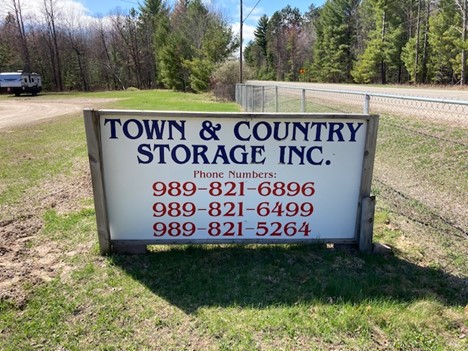 TOWN & COUNTRY
STORAGE INC.
Phone Numbers:
989-821-6896
989-821-6499
989-821-5264